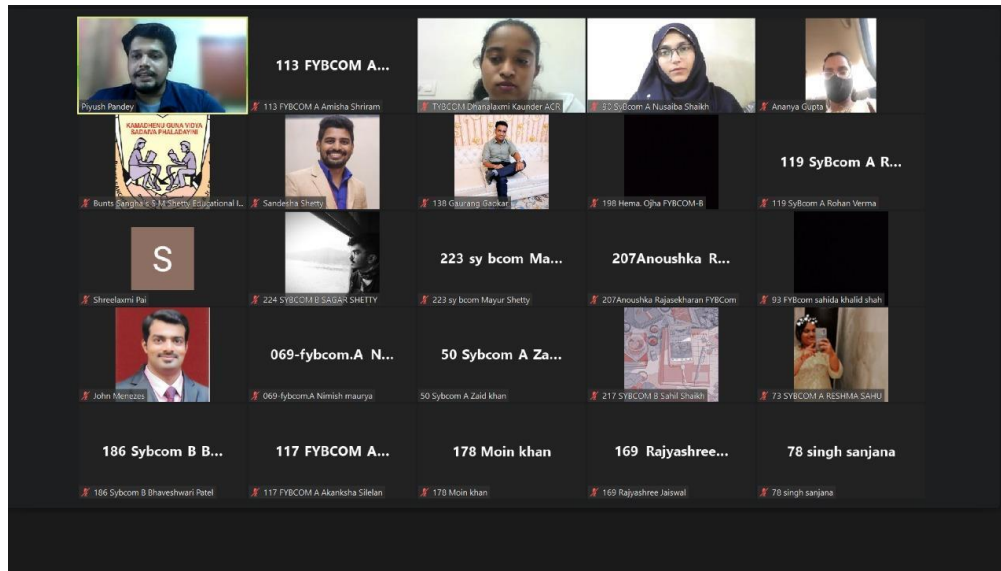 Piyush Pandey
113 FYBCOM A...
113 FYBCOM A Amisha Shriram
TYBCOM Dhanalaxmi Kaunder ACR
80 SyBcom A Nusaiba Shaikh
Ananya Gupta
KAMADHENU GUNA VIDYA
SADAIVA PHALADAYINI
Bunts Sangha's S M Shetty Educational I...
Sandesha Shetty
138 Gaurang Gaokar
198 Hema. Ojha FYBCOM-B
119 SyBcom A R...
119 SyBcom A Rohan Verma
S
Shreelaxmi Pai
224 SYBCOM B SAGAR SHETTY
223 sy bcom Ma...
223 sy bcom Mayur Shetty
207Anoushka R...
207Anoushka Rajasekharan FYBCom
93 FYBcom sahida khalid shah
John Menezes
069-fybcom.A N...
069-fybcom.A Nimish maurya
50 Sybcom A Za...
50 Sybcom A Zaid khan
217 SYBCOM B Sahil Shaikh
73 SYBCOM A RESHMA SAHU
186 Sybcom B B...
186 Sybcom B Bhaveshwari Patel
117 FYBCOM A...
117 FYBCOM A Akanksha Silelan
178 Moin khan
178 Moin khan
169 Rajyashree...
169 Rajyashree Jaiswal
78 singh sanjana
78 singh sanjana